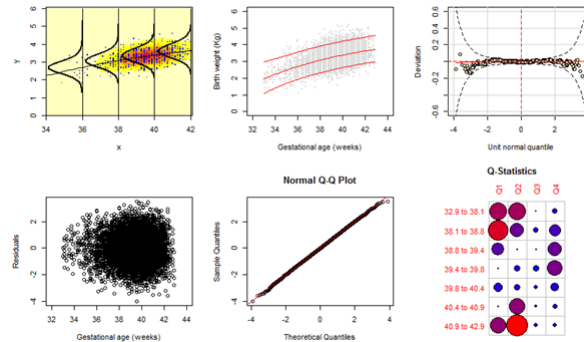 6
5
4
3
2
1
0
y
34
36
38
40
42
x
6
5
4
3
2
1
0
Birth weight (Kg)
32
34
36
38
40
42
44
Gestational age (weeks)
0.6
0.2
-0.2
-0.6
Deviation
-4
-2
0
2
4
Unit normal quantile
2
0
-2
-4
Residuals
34
36
38
40
42
Gestational age (weeks)
Normal Q-Q Plot
3
2
1
0
-2
-4
Sample Quantiles
-4
-2
0
2
4
Theoretical Quantiles
Q-Statistics
Q1
Q2
Q3
Q4
32.9 to 38.1
38.1 to 38.8
38.8 to 39.4
39.4 to 39.8
39.8 to 40.4
40.4 to 40.9
40.9 to 42.9